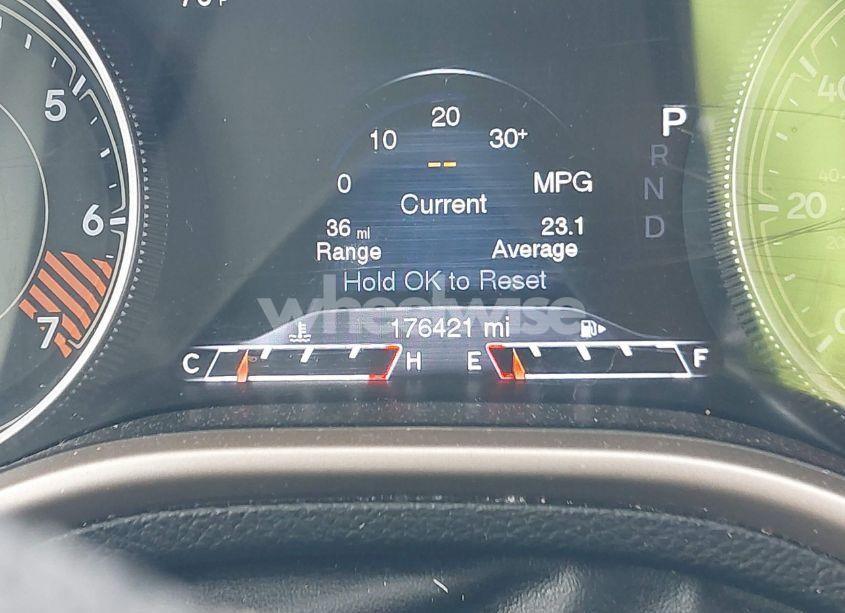 5
6
7
20
10 30+
--
0 MPG
Current
36 mi 23.1
Range Average
Hold OK to Reset
wheelwise
176421 mi
C H E F
P
R
N
D
40
20